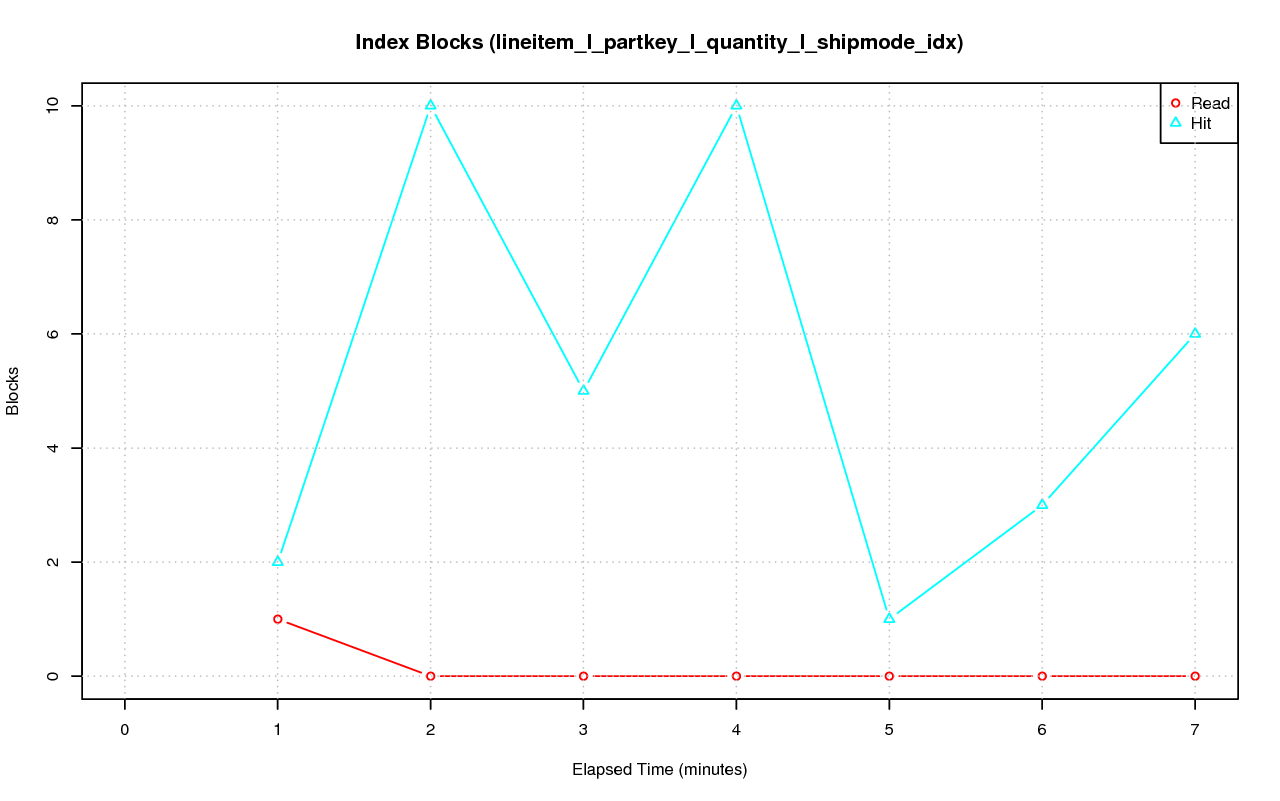 Index Blocks (lineitem_l_partkey_l_quantity_l_shipmode_idx)
Read
Hit
10
8
6
4
2
0
Blocks
0 1 2 3 4 5 6 7
Elapsed Time (minutes)